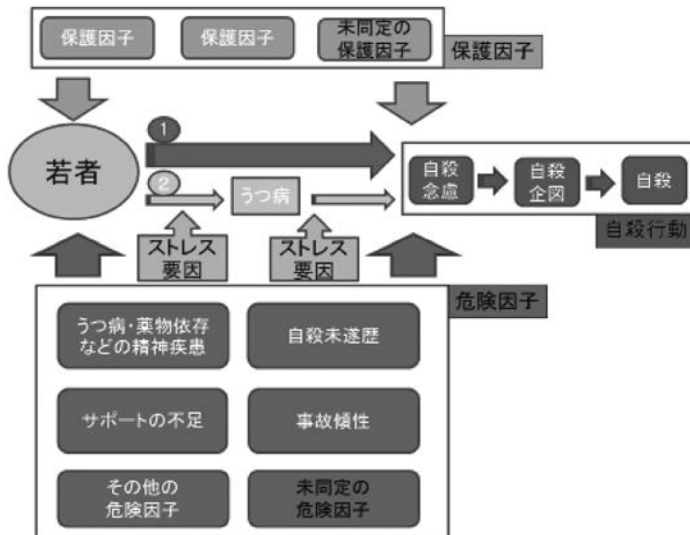 保護因子
保護因子
未同定の
保護因子
保護因子
若者
1
2
うつ病
自殺
念慮
自殺
企図
自殺
自殺行動
ストレス
要因
ストレス
要因
危険因子
うつ病・薬物依存
などの精神疾患
自殺未遂歴
サポートの不足
事故傾性
その他の
危険因子
未同定の
危険因子